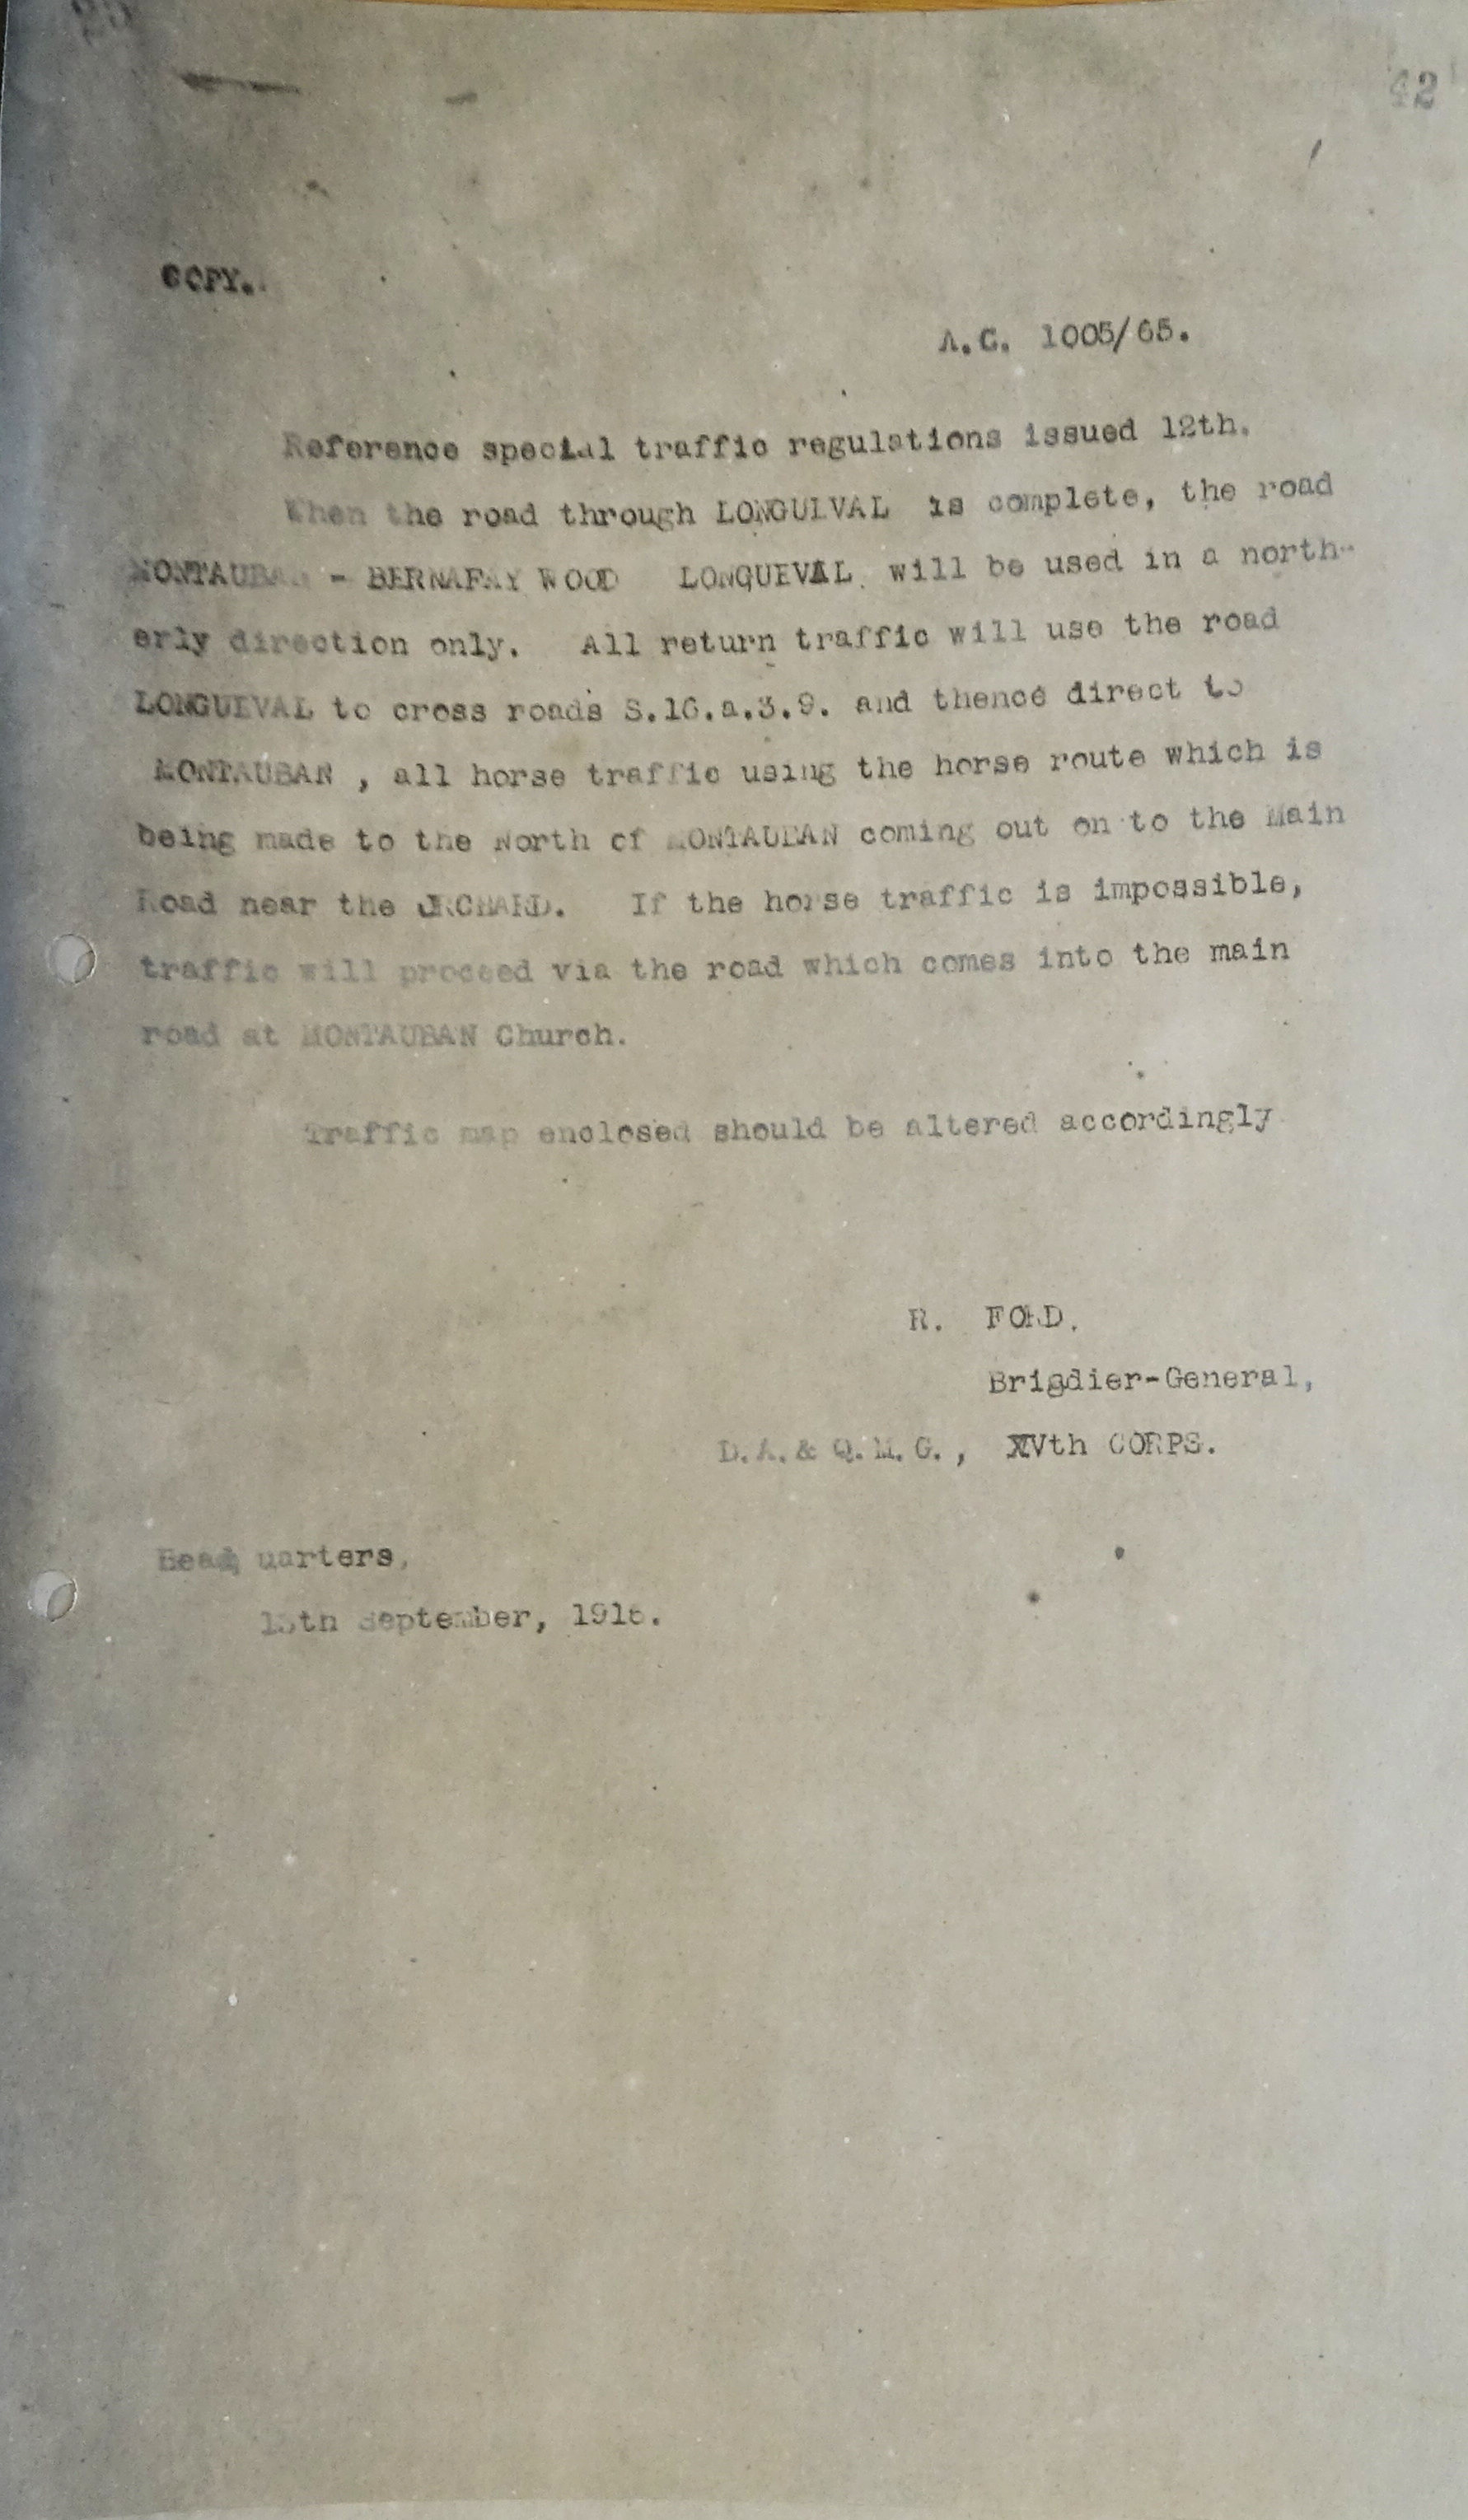 42
COPY.
A.C. 1005/65.
Reference special traffic regulations issued 12th.
When the road through LONGUEVAL is complete, the road
MONTAUBAN - BERNAFAY WOOD LONGUEVAL will be used in a north-
erly direction only. All return traffic will use the road
LONGUEVAL to cross roads S.16.a.3.9. and thence direct to
MONTAUBAN , all horse traffic using the horse route which is
being made to the North of MONTAUBAN coming out on to the Main
Road near the ORCHARD. If the horse traffic is impossible,
traffic will proceed via the road which comes into the main
road at MONTAUBAN Church.
Traffic map enclosed should be altered accordingly
R. FORD.
Brigdier-General,
D.A.& Q.M.G., XVth CORPS.
Head uarters,
September, 1916.